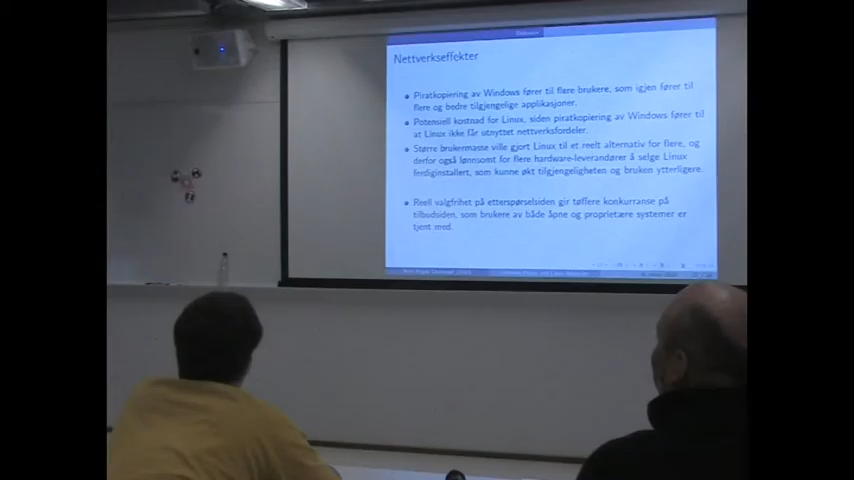 Nettverkseffekter
Piratkopiering av Windows fører til flere brukere, som igjen fører til
flere og bedre tilgjengelige applikasjoner.
Potensiell kostnad for Linux, siden piratkopiering av Windows fører til
at Linux ikke får utnyttet nettverksfordeler.
Større brukermasse ville gjort Linux til et reelt alternativ for flere, og
derfor også lønnsomt for flere hardware-leverandører å selge Linux
ferdiginstallert, som kunne økt tilgjengeligheten og bruken ytterligere.
Reell valgfrihet på etterspørselsiden gir tøffere konkurranse på
tilbudsiden, som brukere av både åpne og proprietære systemer er
tjent med.